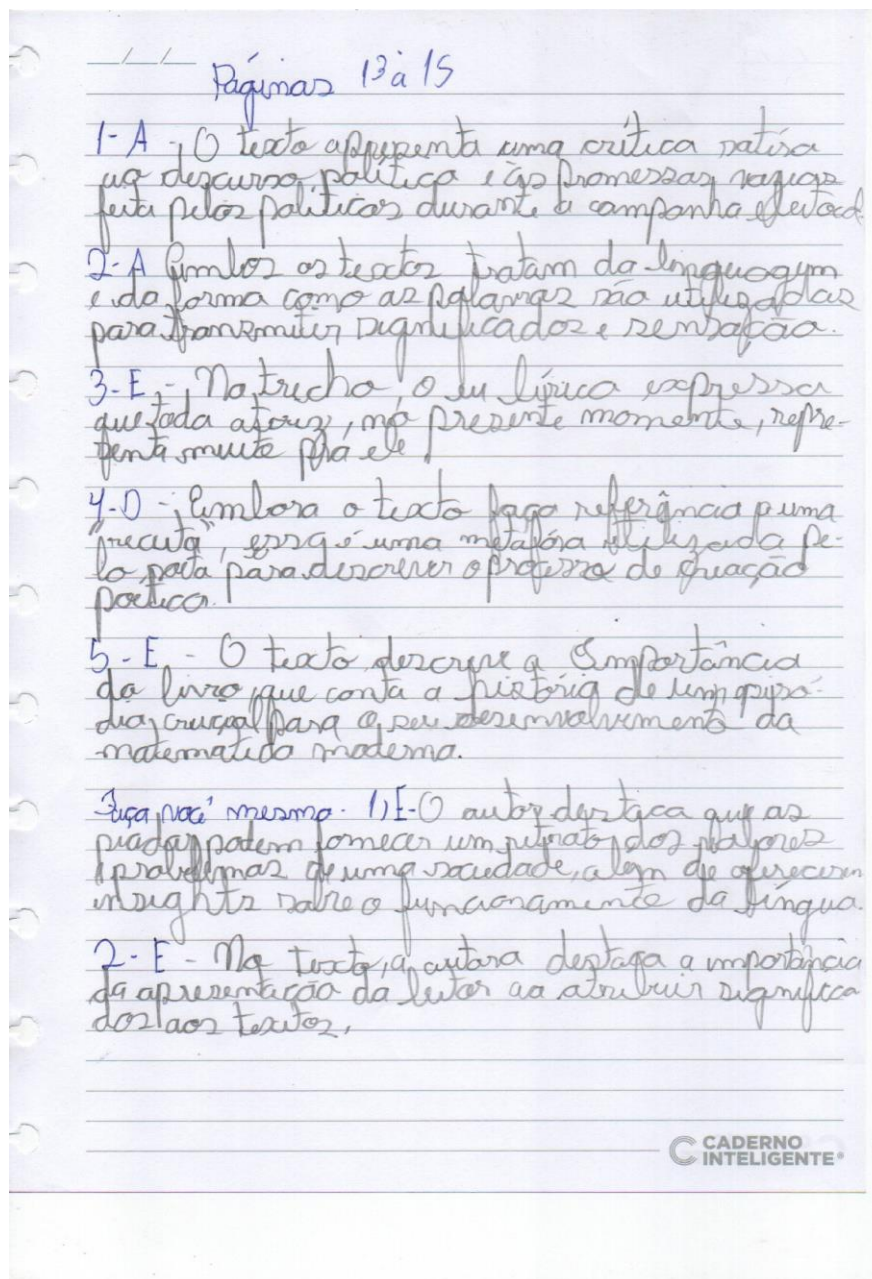 Páginas 13 à 15
1- A - O texto apresenta uma crítica satisa
ao discurso político e às promessas vagas
feita pelos políticos durante a campanha eleitoral.
2- A Ambos os textos tratam da linguagem
e da forma como as palavras são utilizadas
para transmitir significados e sensação.
3- E - No trecho o eu lírico expressa
que toda atriz, no presente momento, repre-
senta muito prá ele
4- D - Embora o texto faça referência a uma
"receita", essa é uma metáfora utilizada pe-
lo poeta para descrever o processo de criação
poética.
5- E - O texto descreve a importância
do livro que conta a história de um episó-
dio crucial para o seu desenvolvimento da
matematica moderna.
Faça você mesmo. 1) E- O autor destaca que as
piadas podem fornecer um retrato dos valores
e problemas de uma sociedade, alem de oferecerem
insights sobre o funcionamento da língua.
2- E - No texto, a autora destaca a importância
da apresentação do leitor ao atribuir significa
dos aos textos.
CADERNO
INTELIGENTE®